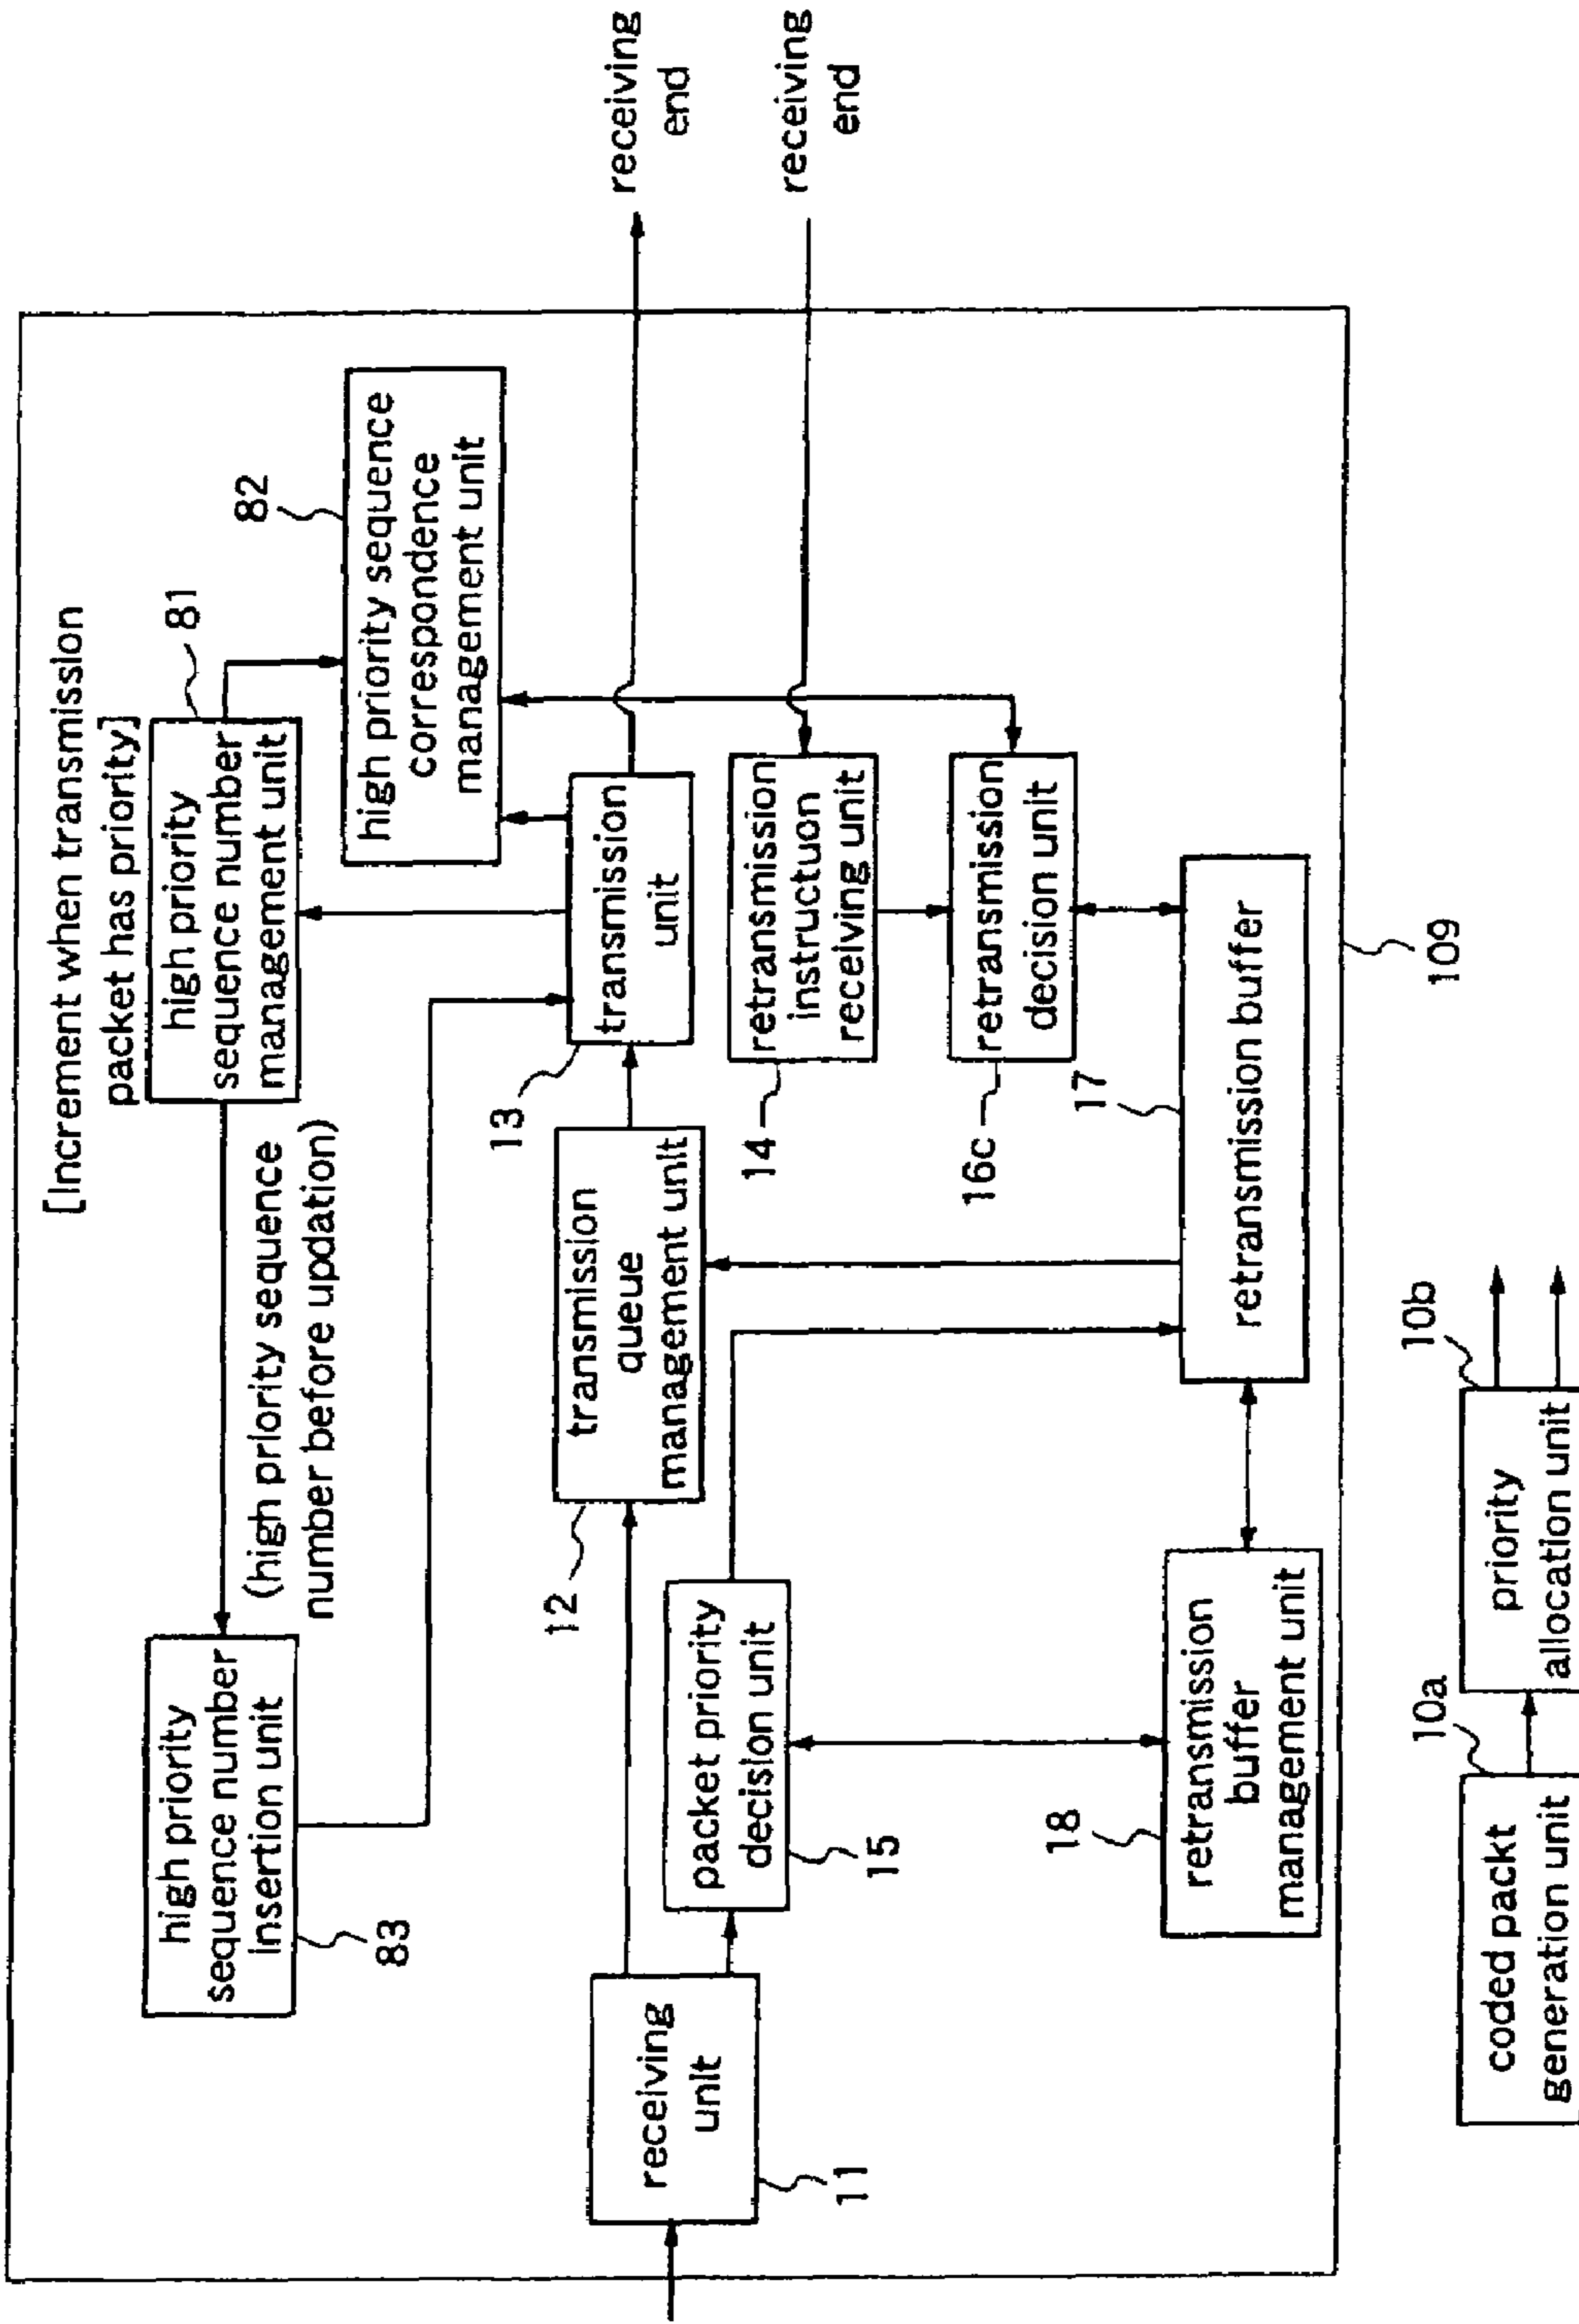 [Increment when transmission
packet has priority]
81
high priority
sequence number
management unit
82
high priority sequence
correspondence
management unit
high priority
sequence number
insertion unit
83
(high priority sequence
number before updation)
receiving
end
receiving
end
13
transmission
unit
12
transmission
queue
management unit
14
retransmission
instructuon
receiving unit
16c
retransmission
decision unit
receiving
unit
11
packet priority
decision unit
15
17
retransmission buffer
18
retransmission
buffer
management unit
109
10a
coded packt
generation unit
10b
priority
allocation unit